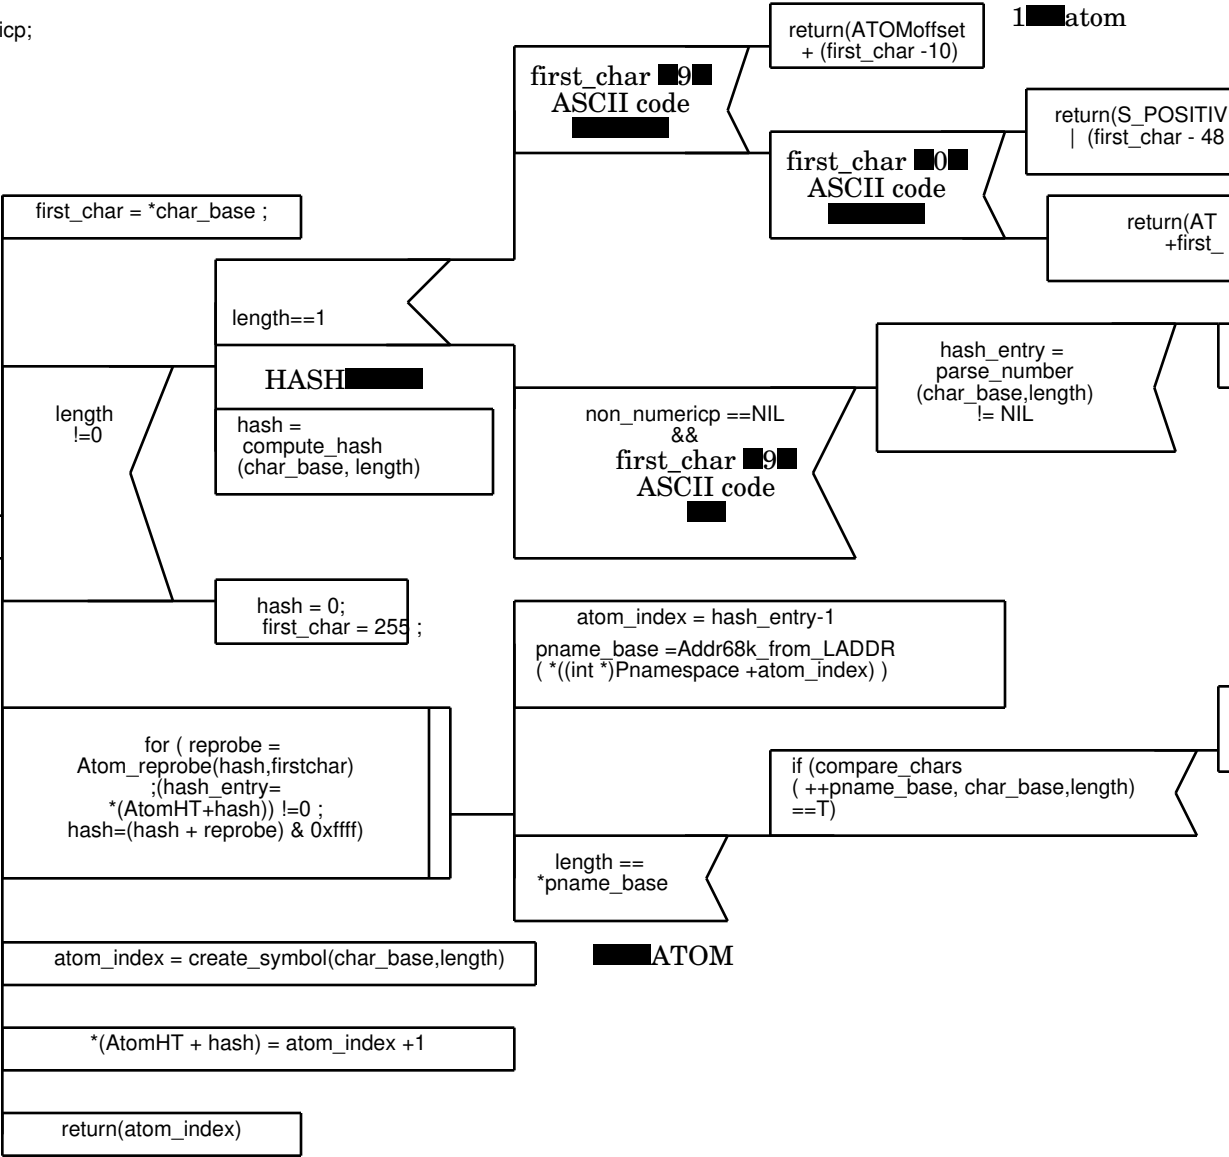 icp;
return(ATOMoffset
+ (first_char -10)
1 atom
first_char 9
ASCII code
return(S_POSITIV
| (first_char - 48
first_char 0
ASCII code
return(AT
+first_
first_char = *char_base ;
length==1
HASH
length
!=0
hash =
compute_hash
(char_base, length)
non_numericp ==NIL
&&
first_char 9
ASCII code
hash_entry =
parse_number
(char_base,length)
!= NIL
hash = 0;
first_char = 255 ;
atom_index = hash_entry-1
pname_base =Addr68k_from_LADDR
( *((int *)Pnamespace +atom_index) )
for ( reprobe =
Atom_reprobe(hash,firstchar)
;(hash_entry=
*(AtomHT+hash)) !=0 ;
hash=(hash + reprobe) & 0xffff)
if (compare_chars
( ++pname_base, char_base,length)
==T)
length ==
*pname_base
atom_index = create_symbol(char_base,length)
ATOM
*(AtomHT + hash) = atom_index +1
return(atom_index)